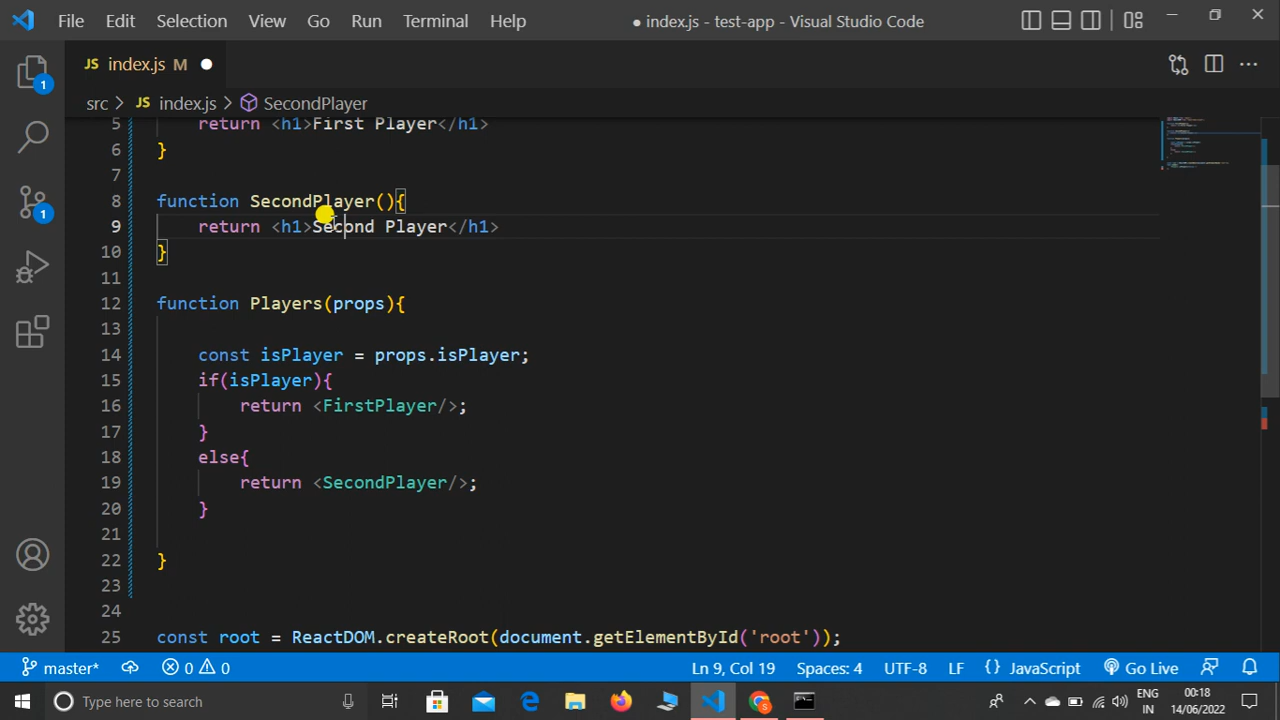 File Edit Selection View Go Run Terminal Help ● index.js - test-app - Visual Studio Code
JS index.js M ●
src > JS index.js > SecondPlayer
5 return <h1>First Player</h1>
6 }
7
8 function SecondPlayer(){
9 return <h1>Second Player</h1>
10 }
11
12 function Players(props){
13
14 const isPlayer = props.isPlayer;
15 if(isPlayer){
16 return <FirstPlayer/>;
17 }
18 else{
19 return <SecondPlayer/>;
20 }
21
22 }
23
24
25 const root = ReactDOM.createRoot(document.getElementById('root'));
1
1
master* 0 0 Ln 9, Col 19 Spaces: 4 UTF-8 LF {} JavaScript Go Live
Type here to search
ENG
IN
00:18
14/06/2022